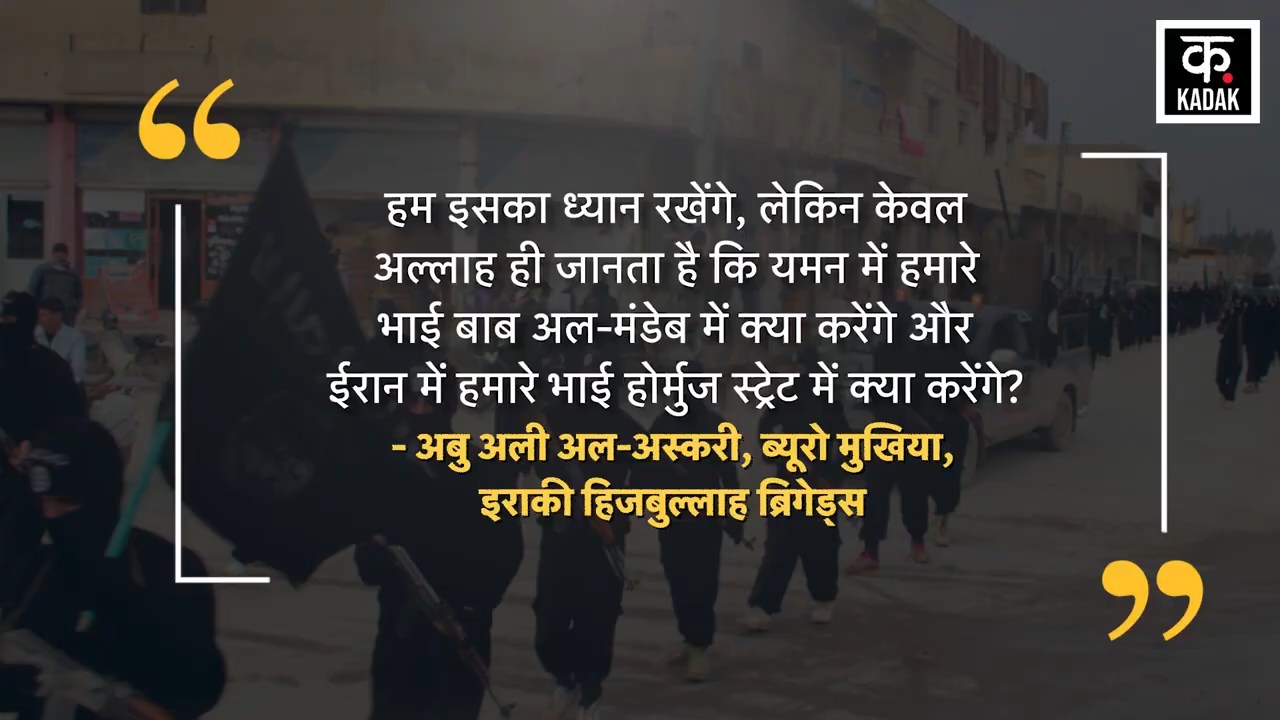 क.
KADAK
हम इसका ध्यान रखेंगे, लेकिन केवल
अल्लाह ही जानता है कि यमन में हमारे
भाई बाब अल-मंडेब में क्या करेंगे और
ईरान में हमारे भाई होर्मुज स्ट्रेट में क्या करेंगे?
- अबु अली अल-अस्करी, ब्यूरो मुखिया,
इराकी हिजबुल्लाह ब्रिगेड्स